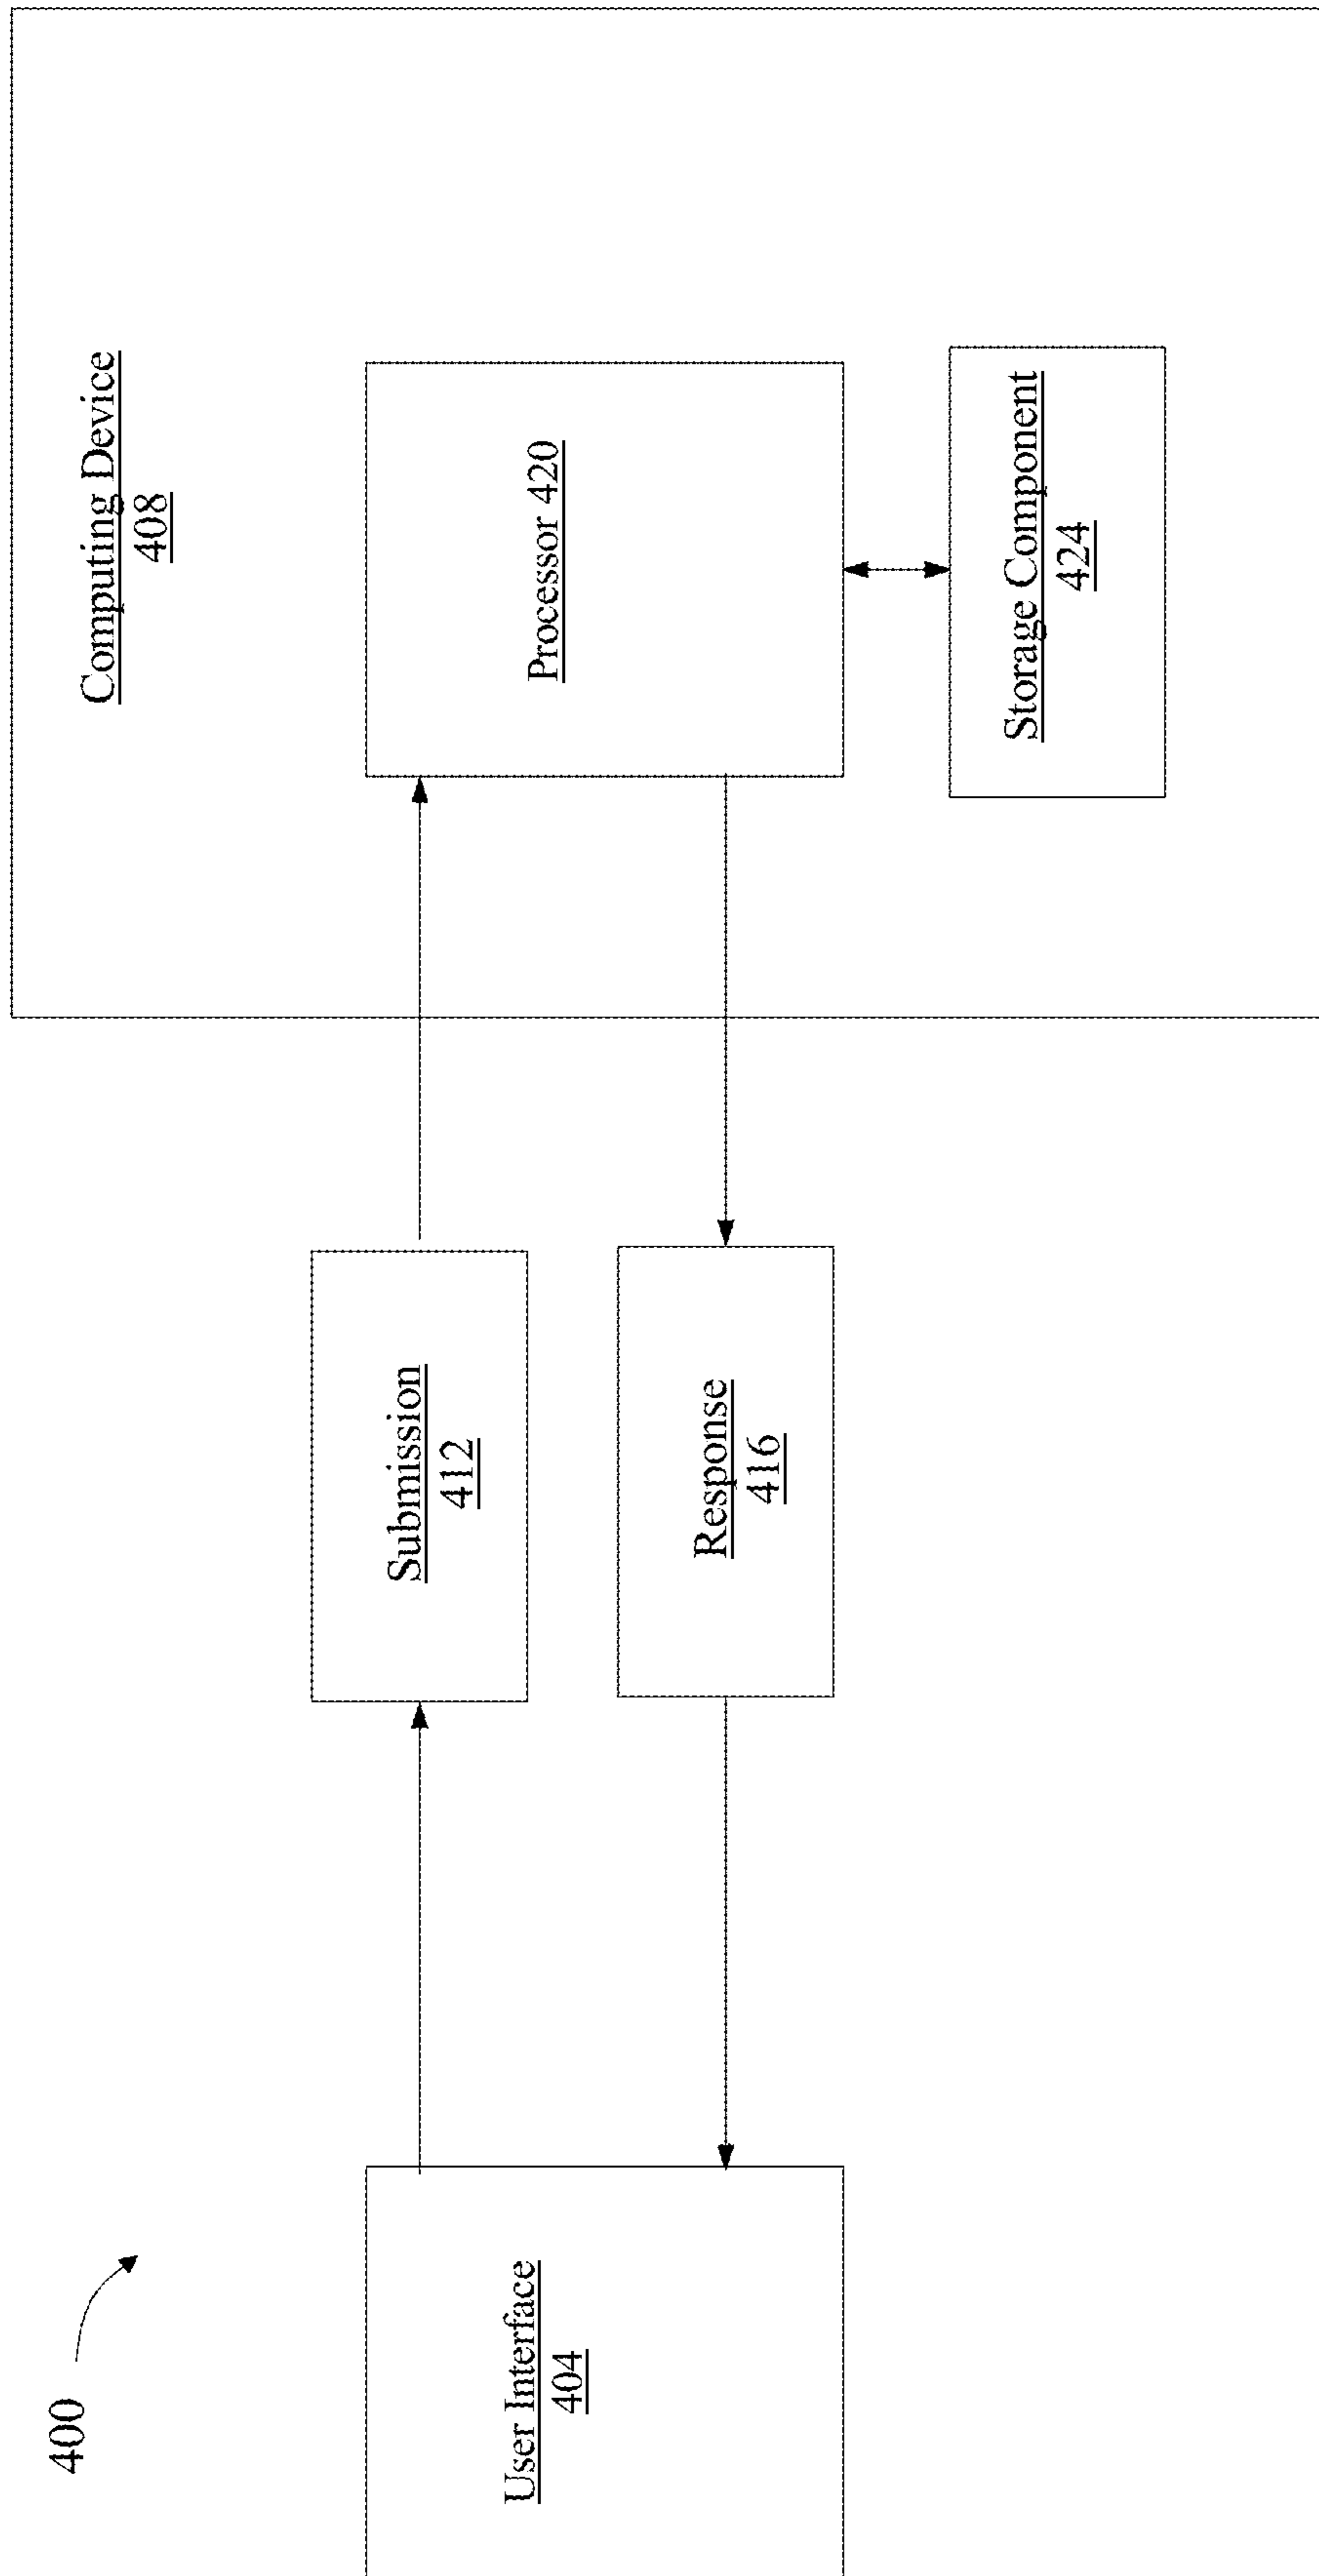 400
Computing Device
408
User Interface
404
Submission
412
Response
416
Processor 420
Storage Component
424